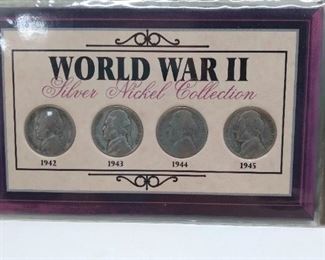 WORLD WAR II
Silver Nickel Collection
1942 1943 1944 1945